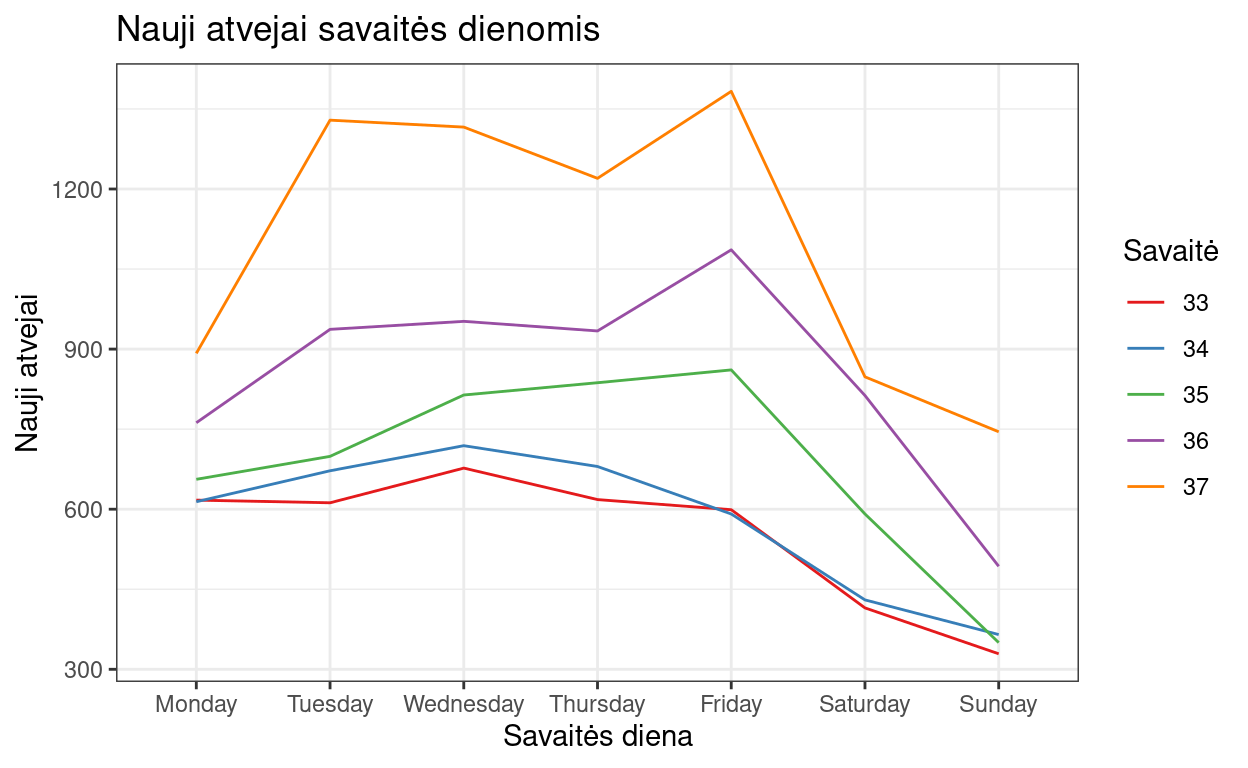 Nauji atvejai savaitės dienomis
Nauji atvejai
1200
900
600
300
Monday Tuesday Wednesday Thursday Friday Saturday Sunday
Savaitės diena
Savaitė
33
34
35
36
37